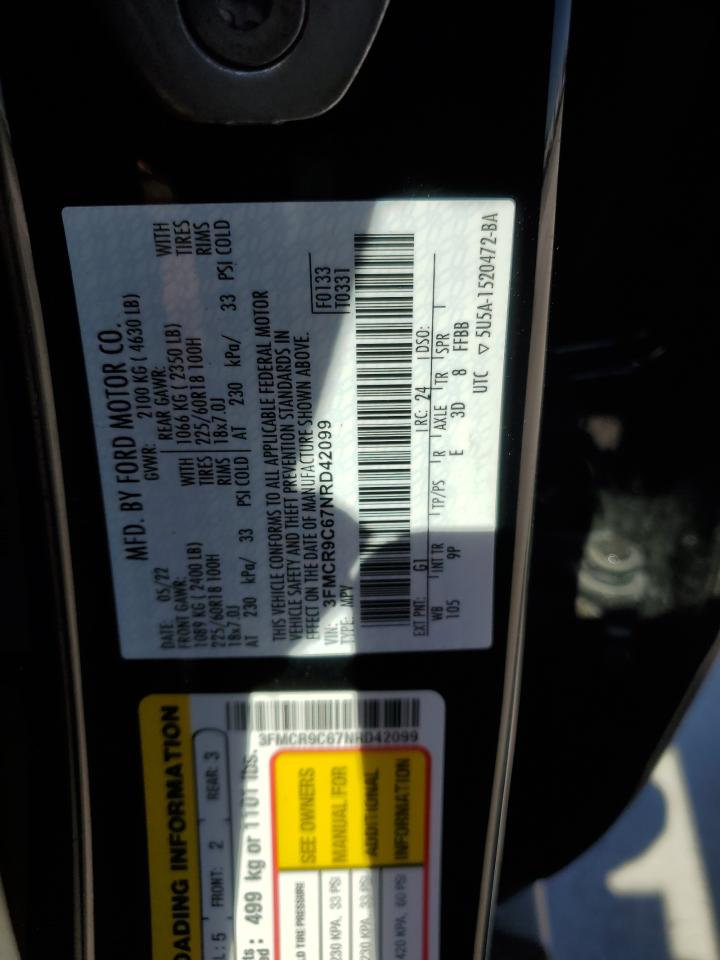 MFD. BY FORD MOTOR CO.
DATE: 05/22 GVWR: 2100 KG ( 4630 LB)
FRONT GAWR: REAR GAWR:
1089 KG ( 2400 LB) WITH 1066 KG ( 2350 LB) WITH
225/60R18 100H TIRES 225/60R18 100H TIRES
18x7.0J RIMS 18x7.0J RIMS
AT 230 kPa/ 33 PSI COLD AT 230 kPa/ 33 PSI COLD
THIS VEHICLE CONFORMS TO ALL APPLICABLE FEDERAL MOTOR
VEHICLE SAFETY AND THEFT PREVENTION STANDARDS IN
EFFECT ON THE DATE OF MANUFACTURE SHOWN ABOVE.
VIN: 3FMCR9C67NRD42099 F0133
TYPE: MPV T0331
EXT PNT: G1 RC: 24 DSO:
WB INT TR TP/PS R AXLE TR SPR
105 9P E 3D 8 FFBB
UTC ▽ 5U5A-1520472-BA
OADING INFORMATION
L: 5 FRONT: 2 REAR: 3
499 kg or 1101 lbs.
3FMCR9C67NRD42099
TIRE PRESSURE
230 KPA, 33 PSI
230 KPA, 33 PSI
420 KPA, 60 PSI
SEE OWNERS
MANUAL FOR
ADDITIONAL
INFORMATION